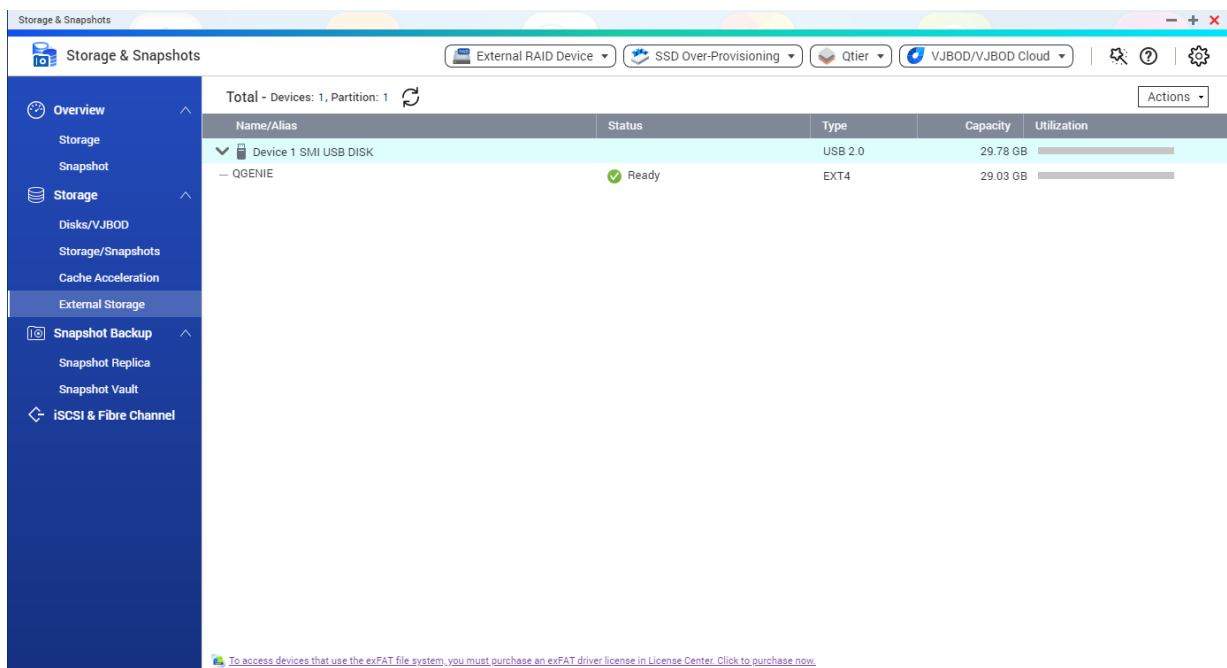 Storage & Snapshots
Storage & Snapshots
External RAID Device
SSD Over-Provisioning
Qtier
VJBOD/VJBOD Cloud
Overview
Storage
Snapshot
Storage
Disks/VJBOD
Storage/Snapshots
Cache Acceleration
External Storage
Snapshot Backup
Snapshot Replica
Snapshot Vault
iSCSI & Fibre Channel
Total - Devices: 1, Partition: 1
Actions
Name/Alias Status Type Capacity Utilization
Device 1 SMI USB DISK USB 2.0 29.78 GB
QGENIE Ready EXT4 29.03 GB
To access devices that use the exFAT file system, you must purchase an exFAT driver license in License Center. Click to purchase now.